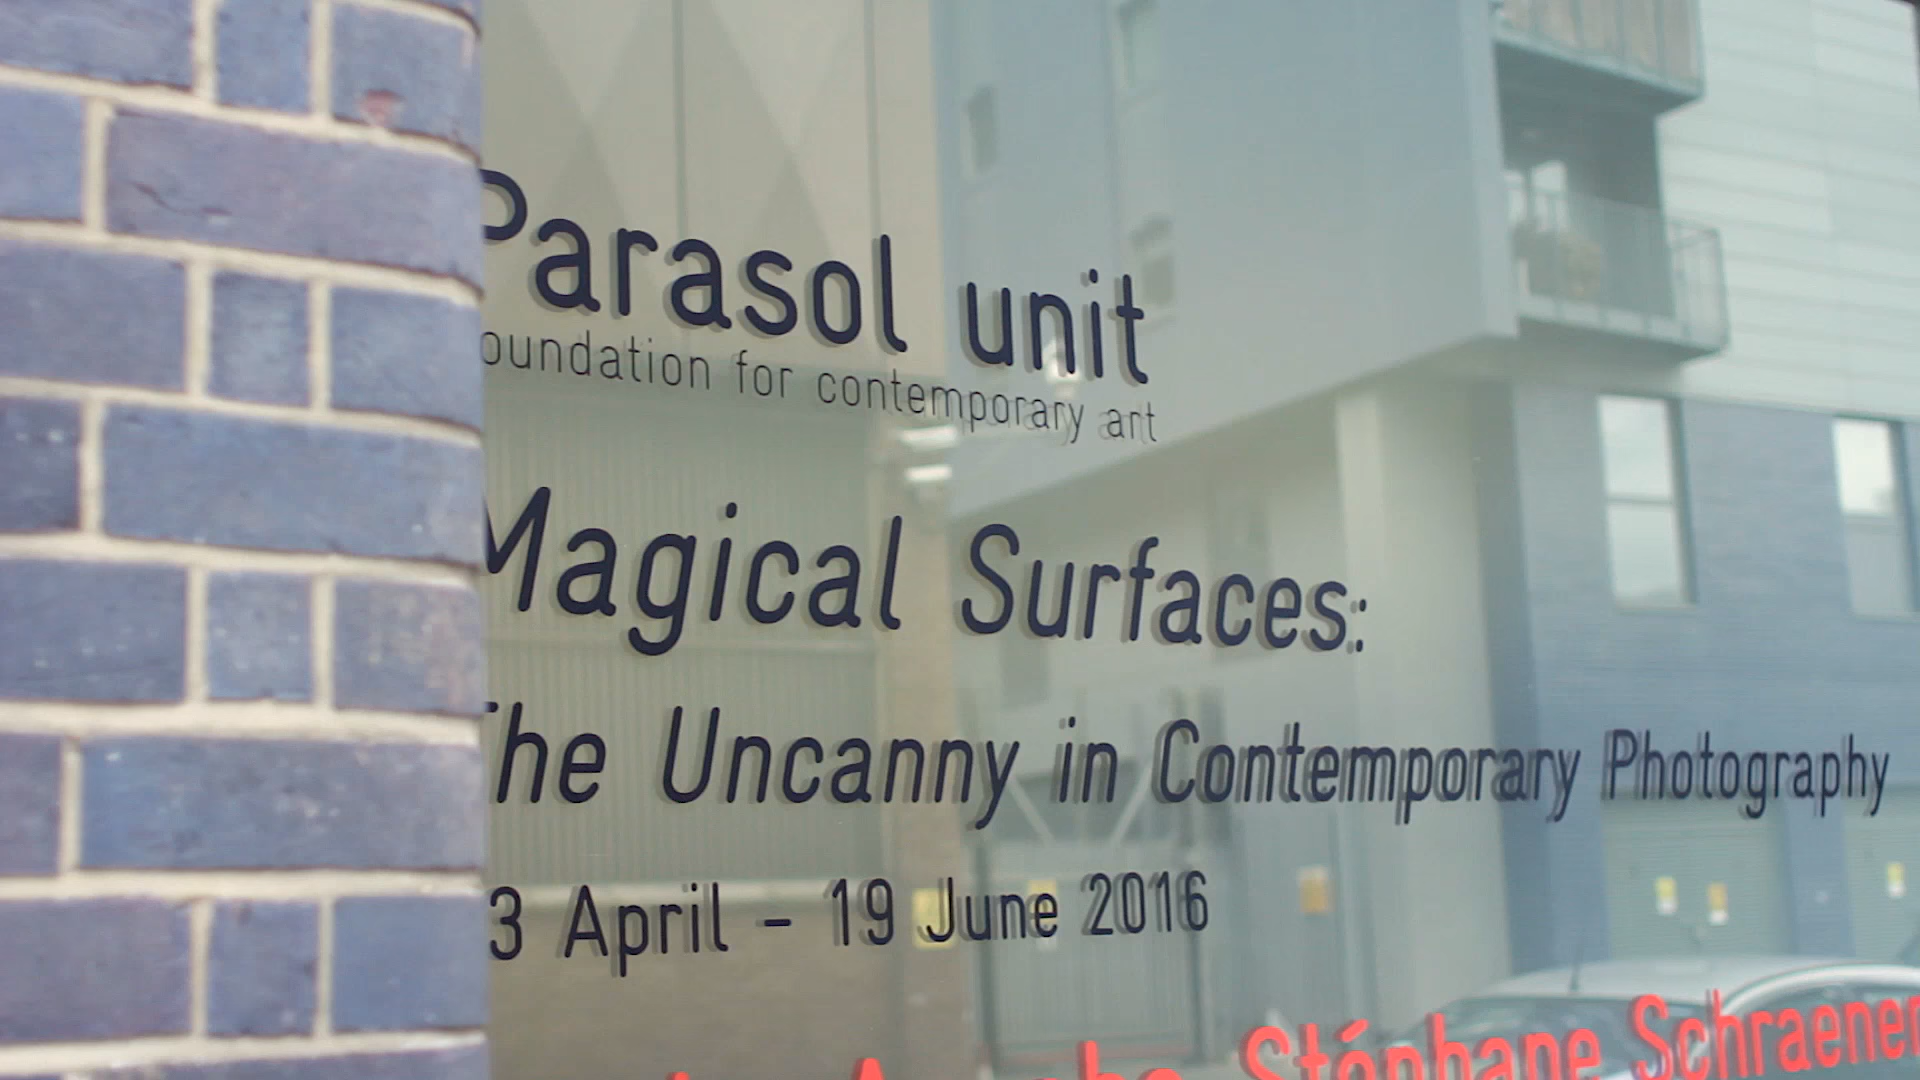 Parasol unit
oundation for contemporary art
Magical Surfaces:
The Uncanny in Contemporary Photography
3 April - 19 June 2016
Stéphane Schraenen